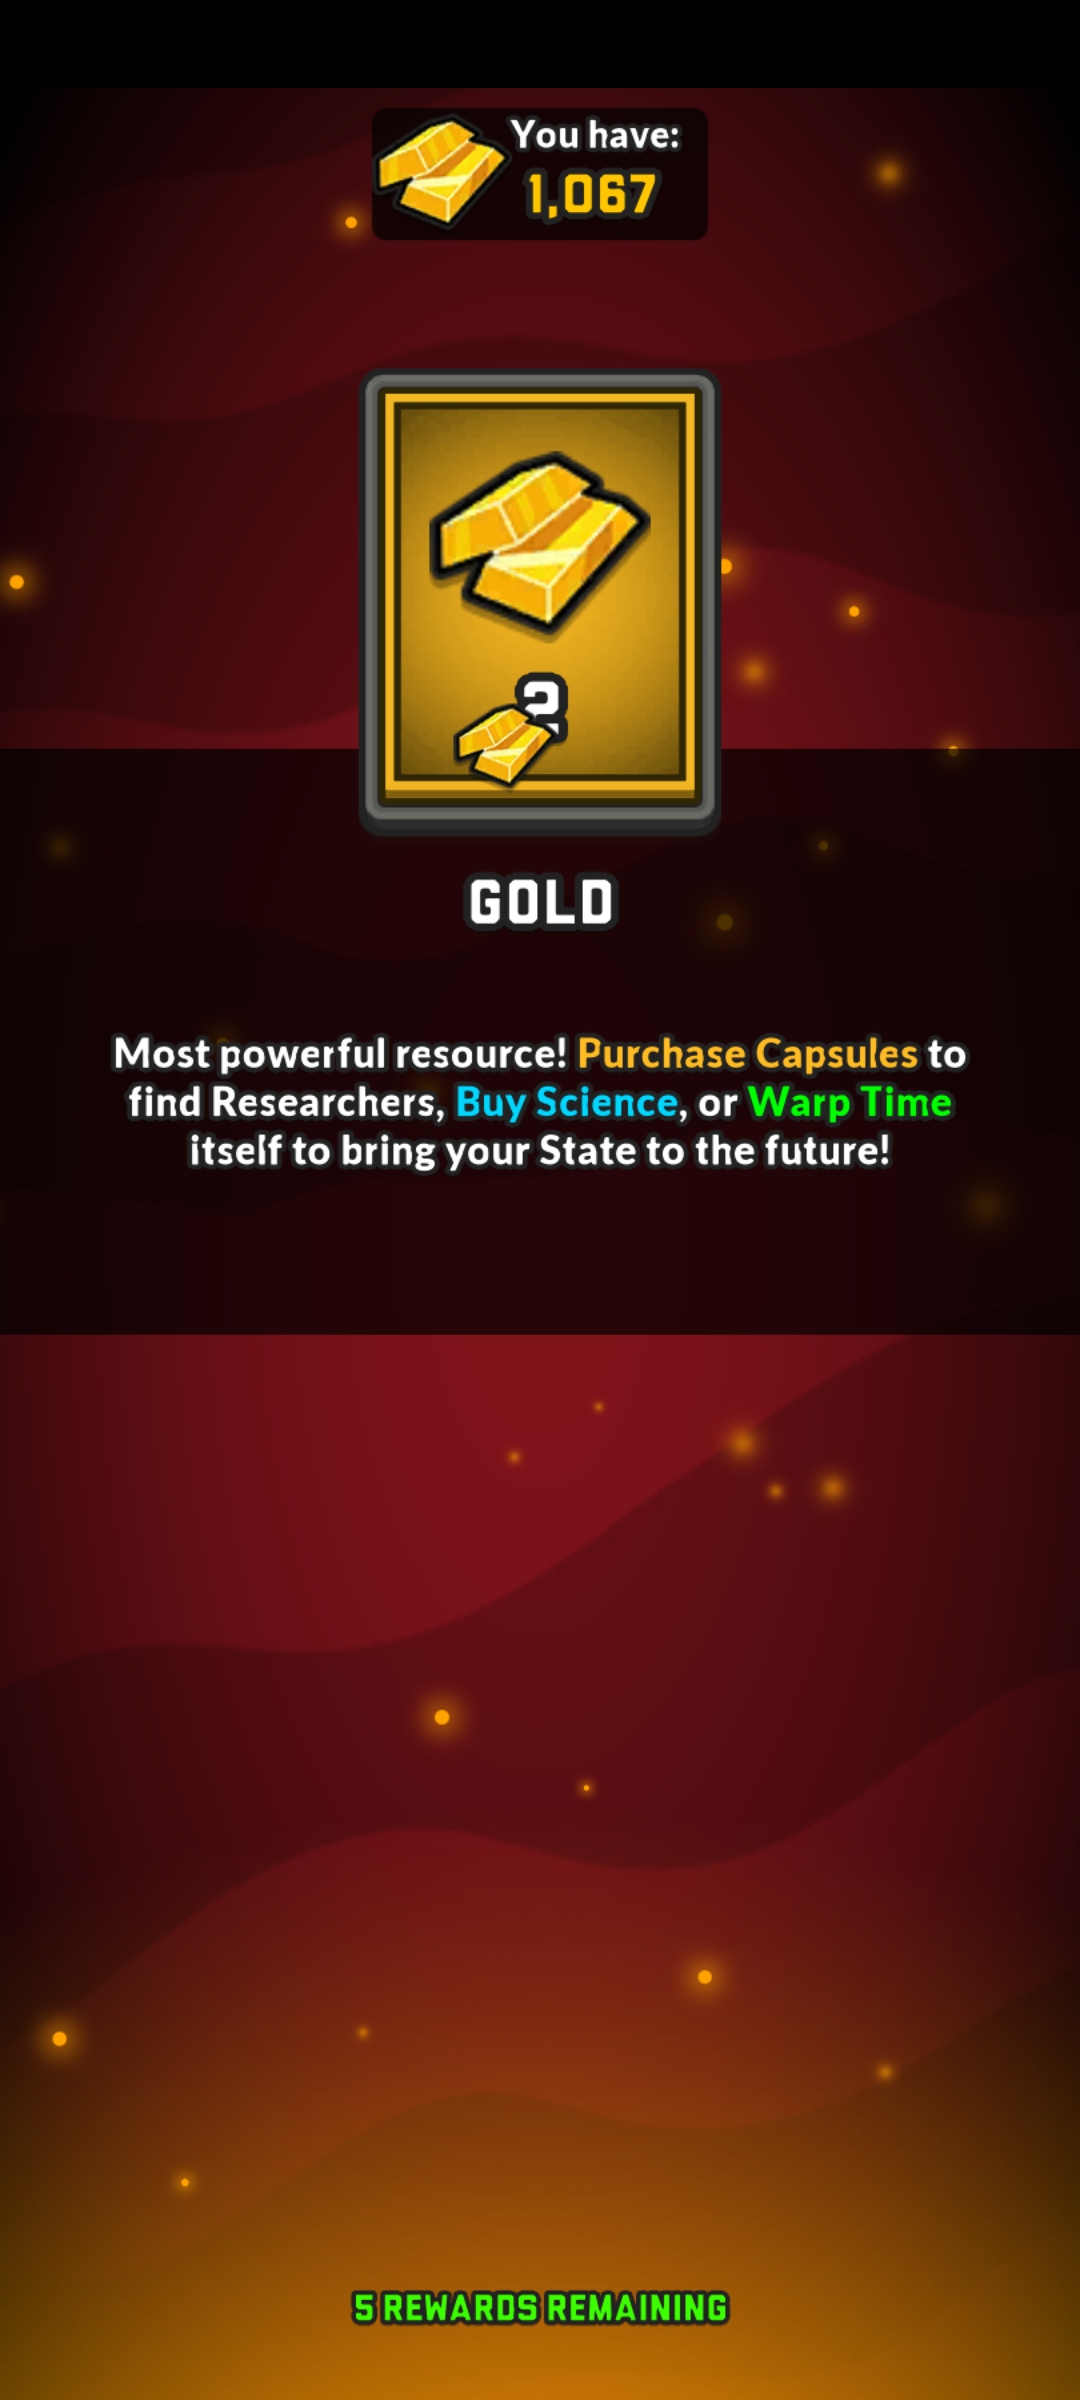 You have:
1,067
2
GOLD
Most powerful resource! Purchase Capsules to
find Researchers, Buy Science, or Warp Time
itself to bring your State to the future!
5 REWARDS REMAINING